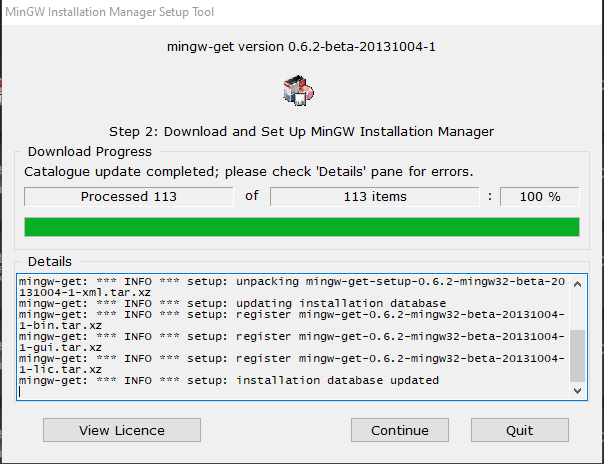 MinGW Installation Manager Setup Tool
mingw-get version 0.6.2-beta-20131004-1
Step 2: Download and Set Up MinGW Installation Manager
Download Progress
Catalogue update completed; please check 'Details' pane for errors.
Processed 113 of 113 items : 100 %
Details
mingw-get: *** INFO *** setup: unpacking mingw-get-setup-0.6.2-mingw32-beta-20
131004-1-xml.tar.xz
mingw-get: *** INFO *** setup: updating installation database
mingw-get: *** INFO *** setup: register mingw-get-0.6.2-mingw32-beta-20131004-
1-bin.tar.xz
mingw-get: *** INFO *** setup: register mingw-get-0.6.2-mingw32-beta-20131004-
1-gui.tar.xz
mingw-get: *** INFO *** setup: register mingw-get-0.6.2-mingw32-beta-20131004-
1-lic.tar.xz
mingw-get: *** INFO *** setup: installation database updated
View Licence Continue Quit